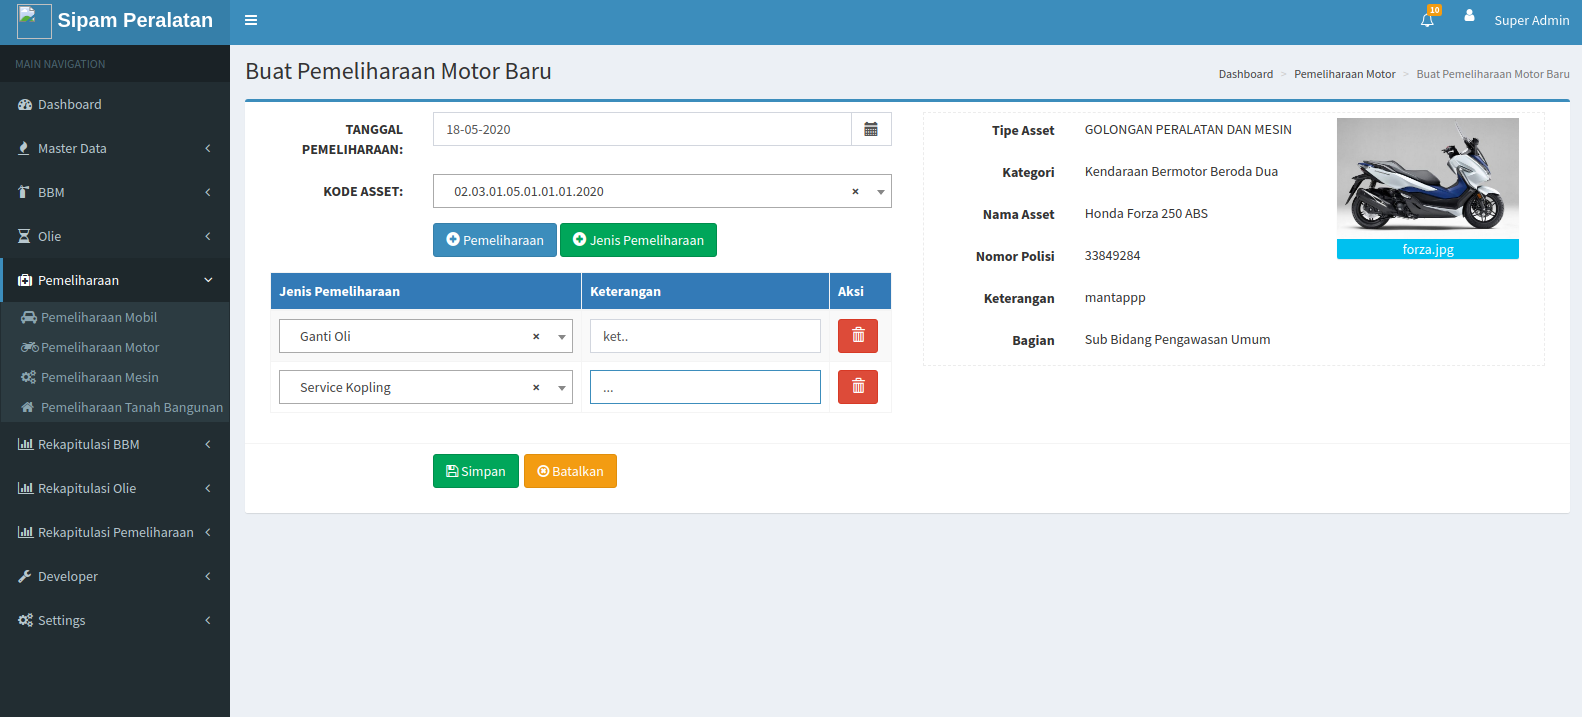 Sipam Peralatan
10
Super Admin
MAIN NAVIGATION
Dashboard
Master Data
BBM
Olie
Pemeliharaan
Pemeliharaan Mobil
Pemeliharaan Motor
Pemeliharaan Mesin
Pemeliharaan Tanah Bangunan
Rekapitulasi BBM
Rekapitulasi Olie
Rekapitulasi Pemeliharaan
Developer
Settings
Buat Pemeliharaan Motor Baru
Dashboard > Pemeliharaan Motor > Buat Pemeliharaan Motor Baru
TANGGAL
PEMELIHARAAN:
18-05-2020
KODE ASSET:
02.03.01.05.01.01.01.2020 ×
Pemeliharaan
Jenis Pemeliharaan
Jenis Pemeliharaan Keterangan Aksi
Ganti Oli × ket..
Service Kopling × ...
Simpan
Batalkan
Tipe Asset GOLONGAN PERALATAN DAN MESIN
Kategori Kendaraan Bermotor Beroda Dua
Nama Asset Honda Forza 250 ABS
Nomor Polisi 33849284
Keterangan mantappp
Bagian Sub Bidang Pengawasan Umum
forza.jpg